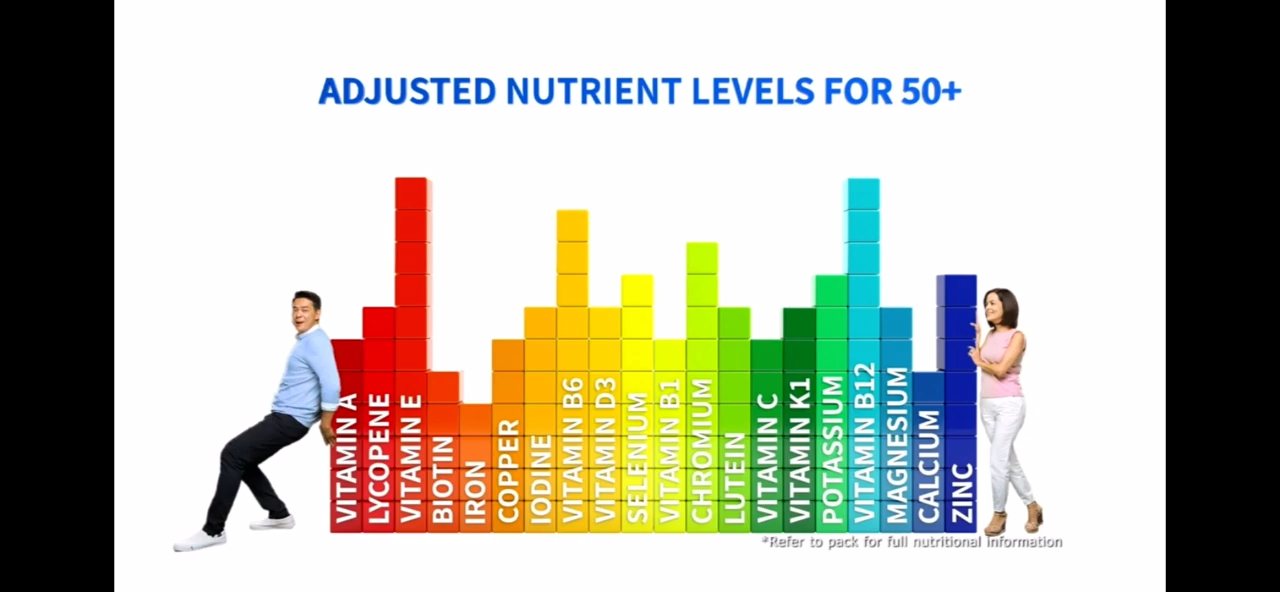 ADJUSTED NUTRIENT LEVELS FOR 50+
VITAMIN A
LYCOPENE
VITAMIN E
BIOTIN
IRON
COPPER
IODINE
VITAMIN B6
VITAMIN D3
SELENIUM
VITAMIN B1
CHROMIUM
LUTEIN
VITAMIN C
VITAMIN K1
POTASSIUM
VITAMIN B12
MAGNESIUM
CALCIUM
ZINC
*Refer to pack for full nutritional information